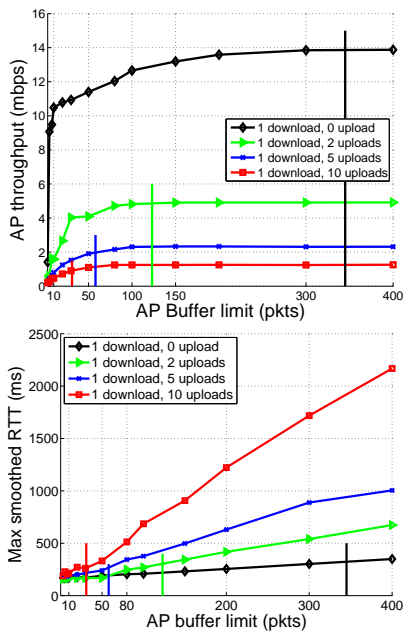 16
14
12
10
8
6
4
2
0
AP throughput (mbps)
1 download, 0 upload
1 download, 2 uploads
1 download, 5 uploads
1 download, 10 uploads
10 50 100 150 300 400
AP Buffer limit (pkts)
2500
2000
1500
1000
500
0
Max smoothed RTT (ms)
1 download, 0 upload
1 download, 2 uploads
1 download, 5 uploads
1 download, 10 uploads
10 50 80 200 300 400
AP buffer limit (pkts)